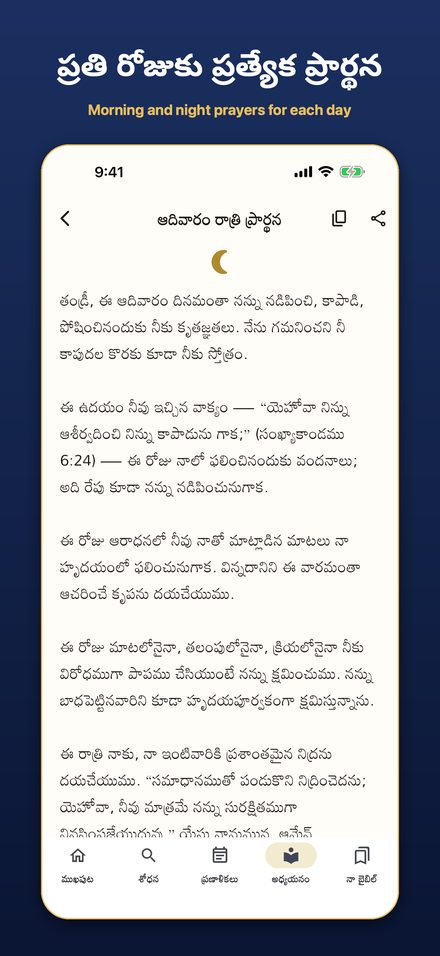 ప్రతి రోజుకు ప్రత్యేక ప్రార్థన
Morning and night prayers for each day
9:41
ఆదివారం రాత్రి ప్రార్థన
తండ్రీ, ఈ ఆదివారం దినమంతా నన్ను నడిపించి, కాపాడి,
పోషించినందుకు నీకు కృతజ్ఞతలు. నేను గమనించని నీ
కాపుదల కొరకు కూడా నీకు స్తోత్రం.
ఈ ఉదయం నీవు ఇచ్చిన వాక్యం — “యెహోవా నిన్ను
ఆశీర్వదించి నిన్ను కాపాడును గాక;” (సంఖ్యాకాండము
6:24) — ఈ రోజు నాలో ఫలించినందుకు వందనాలు;
అది రేపు కూడా నన్ను నడిపించునుగాక.
ఈ రోజు ఆరాధనలో నీవు నాతో మాట్లాడిన మాటలు నా
హృదయంలో ఫలించునుగాక. విన్నదానిని ఈ వారమంతా
ఆచరించే కృపను దయచేయుము.
ఈ రోజు మాటలోనైనా, తలంపులోనైనా, క్రియలోనైనా నీకు
విరోధముగా పాపము చేసియుంటే నన్ను క్షమించుము. నన్ను
బాధపెట్టినవారిని కూడా హృదయపూర్వకంగా క్షమిస్తున్నాను.
ఈ రాత్రి నాకు, నా ఇంటివారికి ప్రశాంతమైన నిద్రను
దయచేయుము. “సమాధానముతో పండుకొని నిద్రించెదను;
యెహోవా, నీవు మాత్రమే నన్ను సురక్షితముగా
నివసింపజేయుదువు.” యేసు నామమున, ఆమేన్
ముఖపుట
శోధన
ప్రణాళికలు
అధ్యయనం
నా బైబిల్